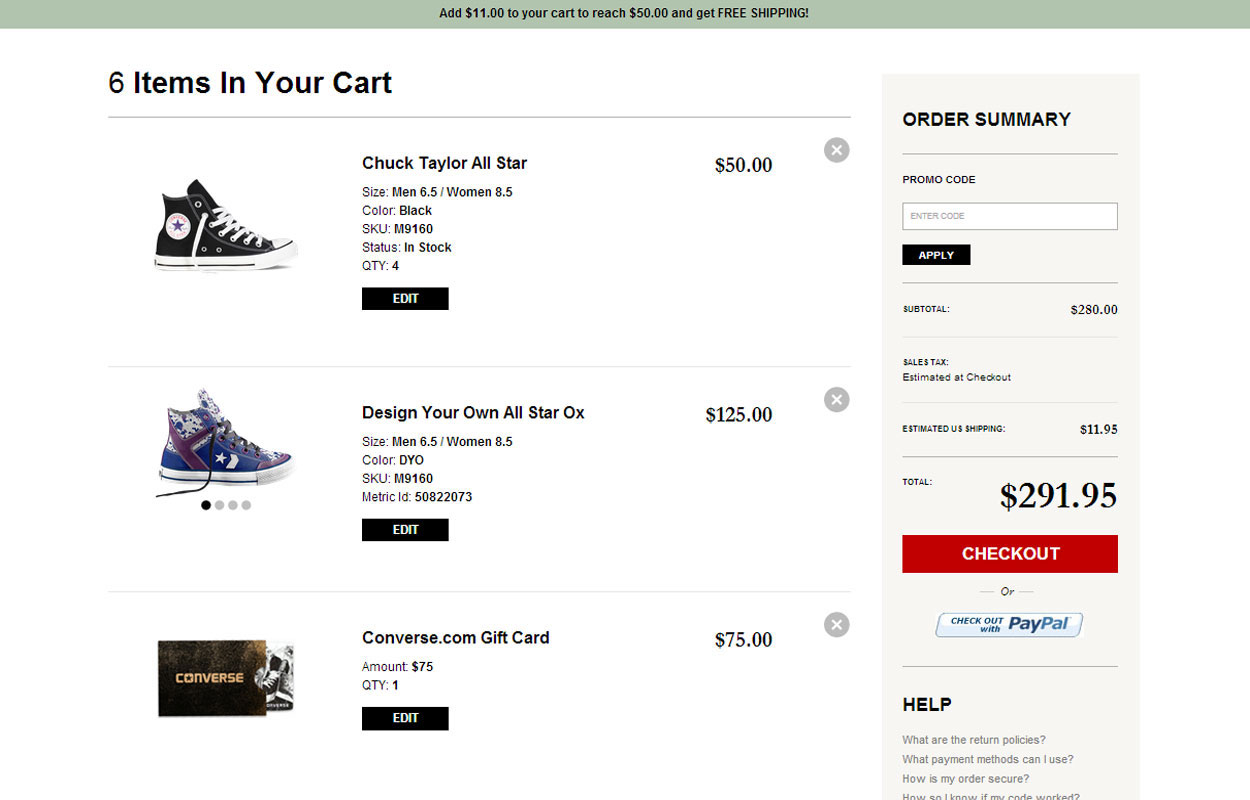 Add $11.00 to your cart to reach $50.00 and get FREE SHIPPING!
6 Items In Your Cart
Chuck Taylor All Star
$50.00
Size: Men 6.5 / Women 8.5
Color: Black
SKU: M9160
Status: In Stock
QTY: 4
EDIT
Design Your Own All Star Ox
$125.00
Size: Men 6.5 / Women 8.5
Color: DYO
SKU: M9160
Metric Id: 50822073
EDIT
CONVERSE
CONVERSE
Converse.com Gift Card
$75.00
Amount: $75
QTY: 1
EDIT
ORDER SUMMARY
PROMO CODE
ENTER CODE
APPLY
SUBTOTAL:
$280.00
SALES TAX:
Estimated at Checkout
ESTIMATED US SHIPPING:
$11.95
TOTAL:
$291.95
CHECKOUT
Or
CHECK OUT
with PayPal
HELP
What are the return policies?
What payment methods can I use?
How is my order secure?
How so I know if my code worked?